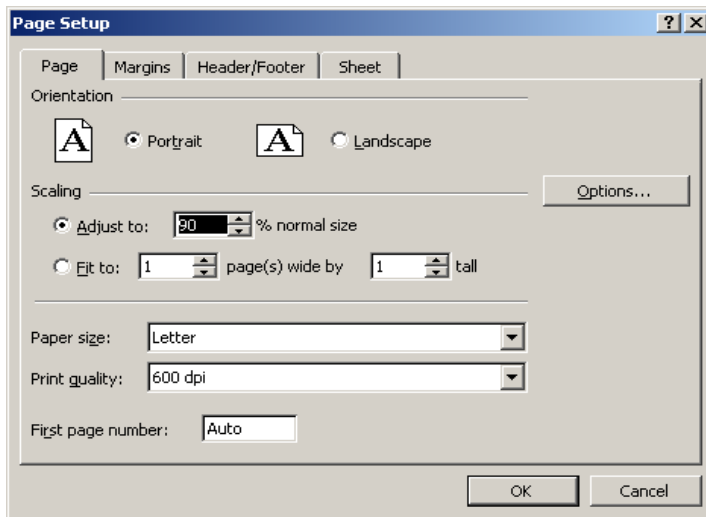 Page Setup
Page Margins Header/Footer Sheet
Orientation
A Portrait A Landscape
Scaling
Options...
Adjust to: 90 % normal size
Fit to: 1 page(s) wide by 1 tall
Paper size: Letter
Print quality: 600 dpi
First page number: Auto
OK Cancel